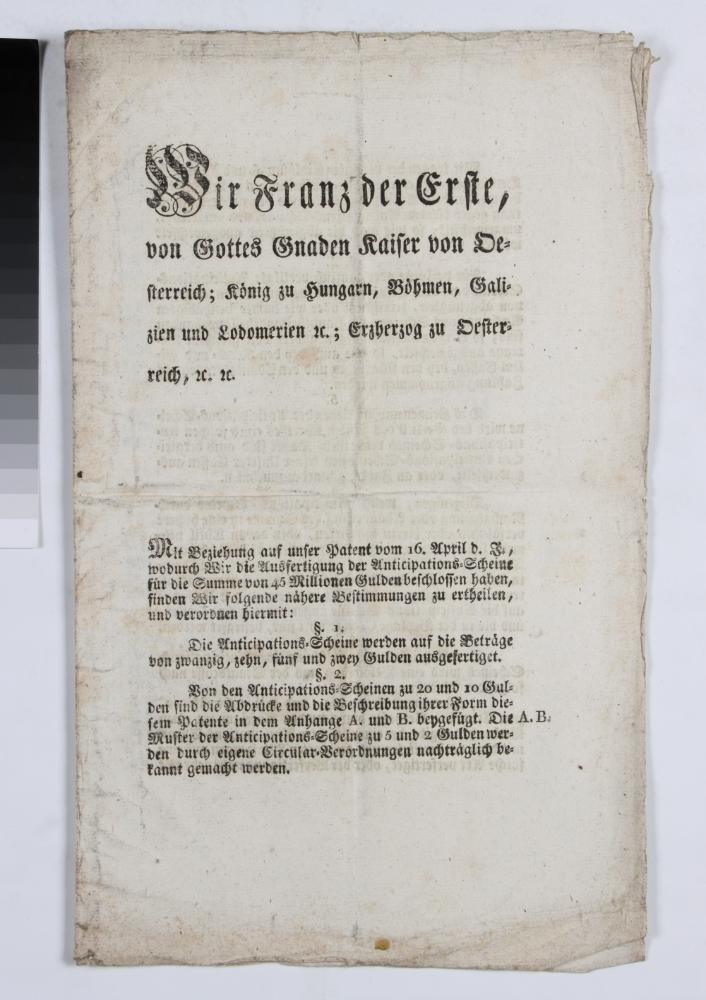 Wir Franz der Erste,
von Gottes Gnaden Kaiser von Oe-
sterreich; König zu Hungarn, Böhmen, Gali-
zien und Lodomerien ꝛc.; Erzherzog zu Oester-
reich, ꝛc. ꝛc.
Mit Beziehung auf unser Patent vom 16. April d. J.,
wodurch Wir die Ausfertigung der Anticipations-Scheine
für die Summe von 45 Millionen Gulden beschlossen haben,
finden Wir folgende nähere Bestimmungen zu ertheilen,
und verordnen hiermit:
§. 1.
Die Anticipations-Scheine werden auf die Beträge
von zwanzig, zehn, fünf und zwey Gulden ausgefertiget.
§. 2.
Von den Anticipations-Scheinen zu 20 und 10 Gul-
den sind die Abdrücke und die Beschreibung ihrer Form die-
sem Patente in dem Anhange A. und B. beygefügt. Die A. B.
Muster der Anticipations-Scheine zu 5 und 2 Gulden wer-
den durch eigene Circular-Verordnungen nachträglich be-
kannt gemacht werden.